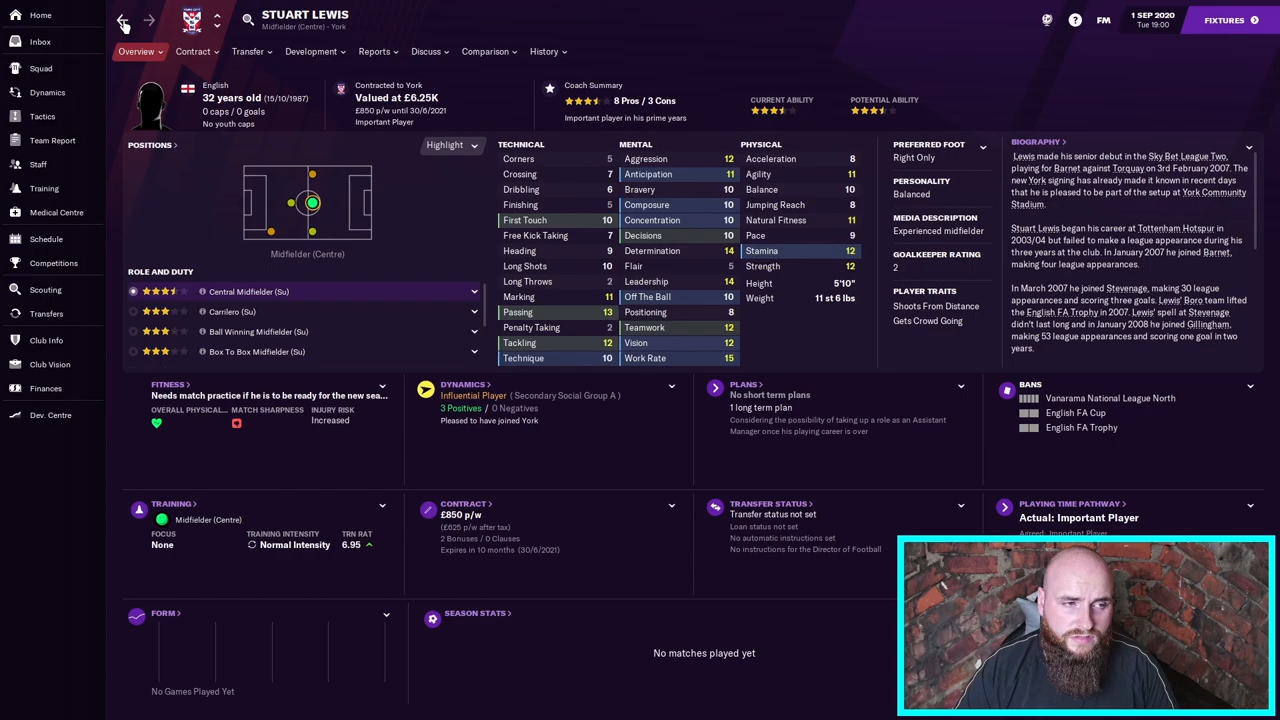 Home
Inbox
Squad
Dynamics
Tactics
Team Report
Staff
Training
Medical Centre
Schedule
Competitions
Scouting
Transfers
Club Info
Club Vision
Finances
Dev. Centre
STUART LEWIS
Midfielder (Centre) - York
FM
1 SEP 2020
Tue 19:00
FIXTURES
Overview
Contract
Transfer
Development
Reports
Discuss
Comparison
History
English
32 years old (15/10/1987)
0 caps / 0 goals
No youth caps
Contracted to York
Valued at £6.25K
£850 p/w until 30/6/2021
Important Player
Coach Summary
8 Pros / 3 Cons
Important player in his prime years
CURRENT ABILITY
POTENTIAL ABILITY
POSITIONS >
Highlight
Midfielder (Centre)
ROLE AND DUTY
Central Midfielder (Su)
Carrilero (Su)
Ball Winning Midfielder (Su)
Box To Box Midfielder (Su)
TECHNICAL
Corners 5
Crossing 7
Dribbling 6
Finishing 5
First Touch 10
Free Kick Taking 7
Heading 9
Long Shots 10
Long Throws 2
Marking 11
Passing 13
Penalty Taking 2
Tackling 12
Technique 10
MENTAL
Aggression 12
Anticipation 11
Bravery 10
Composure 10
Concentration 10
Decisions 10
Determination 14
Flair 5
Leadership 14
Off The Ball 10
Positioning 8
Teamwork 12
Vision 12
Work Rate 15
PHYSICAL
Acceleration 8
Agility 11
Balance 10
Jumping Reach 8
Natural Fitness 11
Pace 9
Stamina 12
Strength 12
Height 5'10"
Weight 11 st 6 lbs
PREFERRED FOOT
Right Only
PERSONALITY
Balanced
MEDIA DESCRIPTION
Experienced midfielder
GOALKEEPER RATING
2
PLAYER TRAITS
Shoots From Distance
Gets Crowd Going
BIOGRAPHY >
Lewis made his senior debut in the Sky Bet League Two,
playing for Barnet against Torquay on 3rd February 2007. The
new York signing has already made it known in recent days
that he is pleased to be part of the setup at York Community
Stadium.
Stuart Lewis began his career at Tottenham Hotspur in
2003/04 but failed to make a league appearance during his
three years at the club. In January 2007 he joined Barnet,
making four league appearances.
In March 2007 he joined Stevenage, making 30 league
appearances and scoring three goals. Lewis' Boro team lifted
the English FA Trophy in 2007. Lewis' spell at Stevenage
didn't last long and in January 2008 he joined Gillingham,
making 53 league appearances and scoring one goal in two
years.
FITNESS >
Needs match practice if he is to be ready for the new sea...
OVERALL PHYSICAL...
MATCH SHARPNESS
INJURY RISK
Increased
DYNAMICS >
Influential Player ( Secondary Social Group A )
3 Positives / 0 Negatives
Pleased to have joined York
PLANS >
No short term plans
1 long term plan
Considering the possibility of taking up a role as an Assistant
Manager once his playing career is over
BANS
Vanarama National League North
English FA Cup
English FA Trophy
TRAINING >
Midfielder (Centre)
FOCUS
None
TRAINING INTENSITY
Normal Intensity
TRN RAT
6.95
CONTRACT >
£850 p/w
(£625 p/w after tax)
2 Bonuses / 0 Clauses
Expires in 10 months (30/6/2021)
TRANSFER STATUS >
Transfer status not set
Loan status not set
No automatic instructions set
No instructions for the Director of Football
PLAYING TIME PATHWAY >
Actual: Important Player
Agreed: Important Player
FORM >
No Games Played Yet
SEASON STATS >
No matches played yet